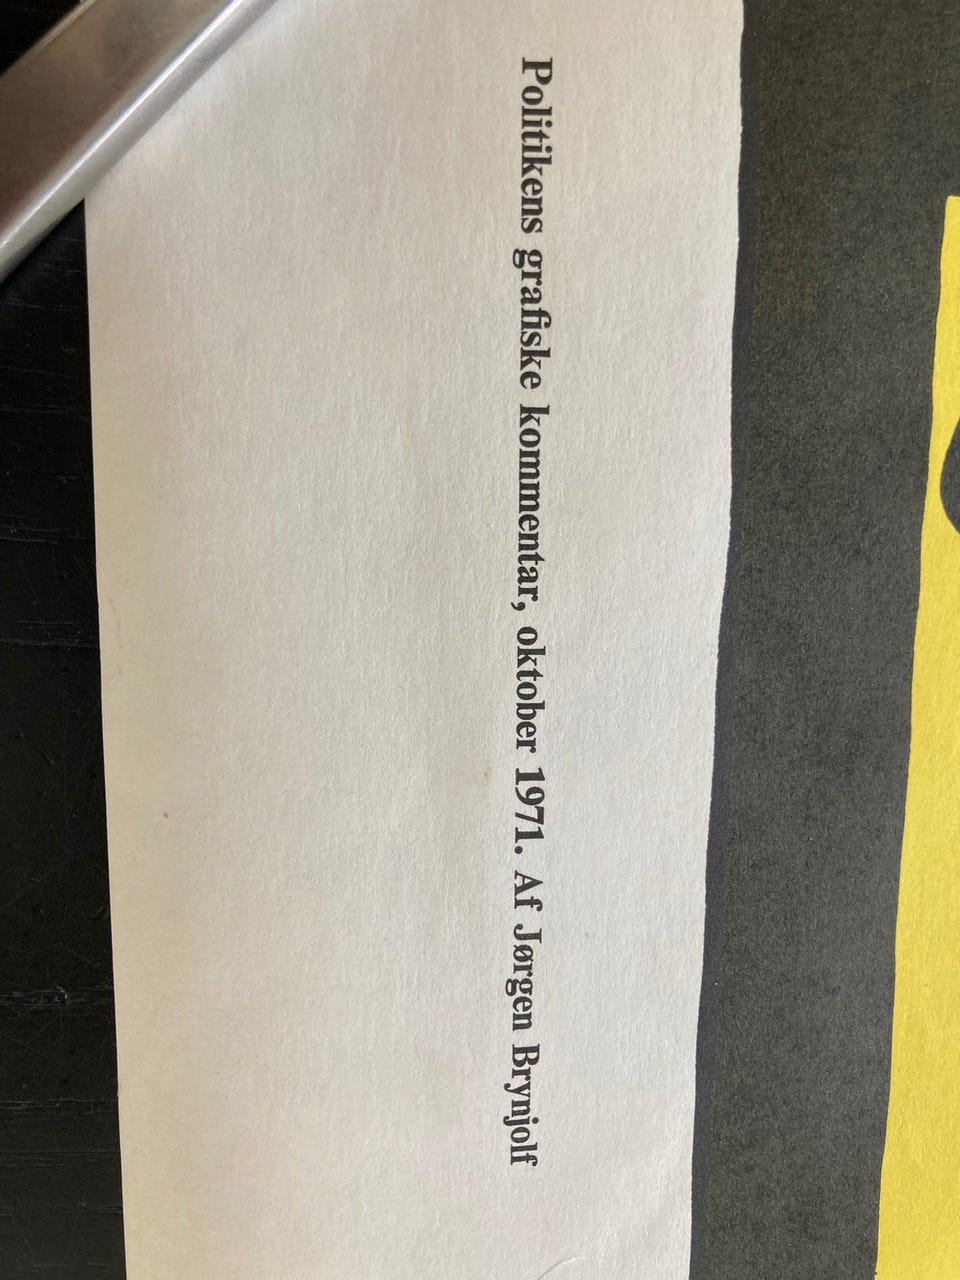 Politikens grafiske kommentar, oktober 1971. Af Jørgen Brynjolf